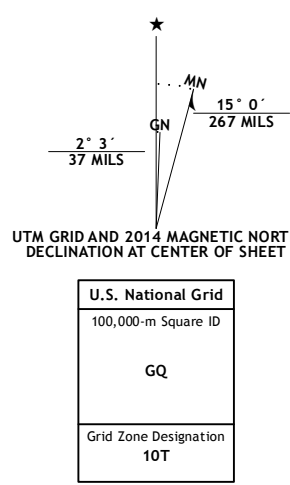 ★
MN
GN
15° 0´
267 MILS
2° 3´
37 MILS
UTM GRID AND 2014 MAGNETIC NORT
DECLINATION AT CENTER OF SHEET
U.S. National Grid
100,000-m Square ID
GQ
Grid Zone Designation
10T